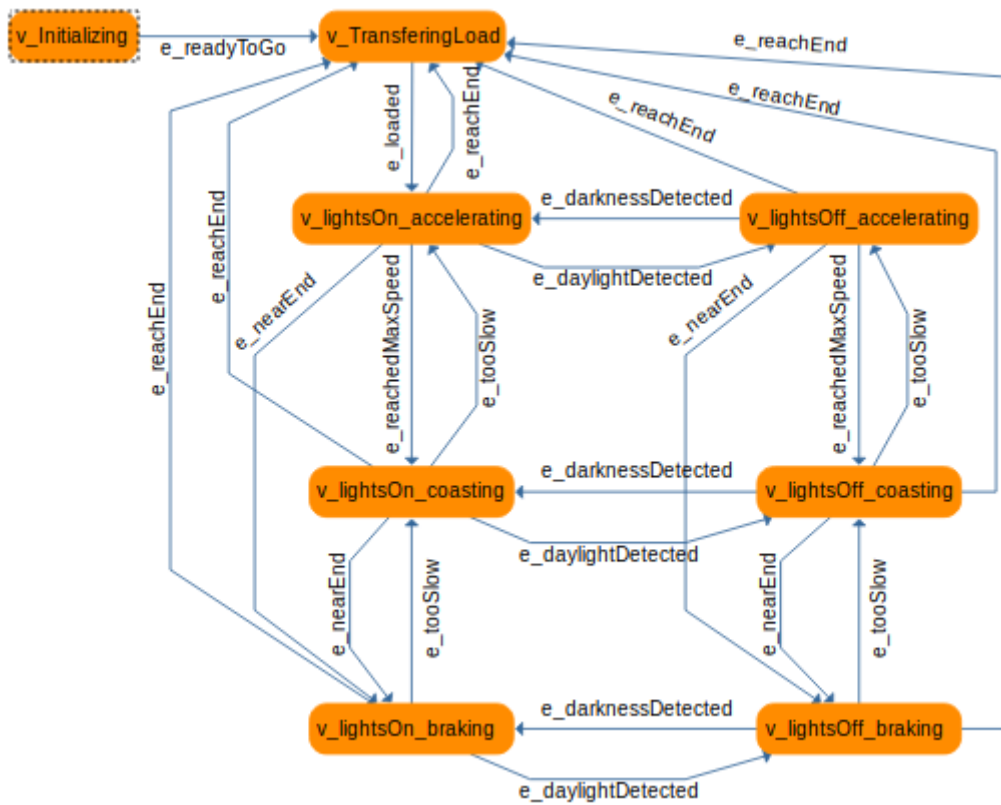 v_Initializing
e_readyToGo
v_TransferingLoad
e_reachEnd
e_reachEnd
e_reachEnd
e_loaded
e_reachEnd
e_reachEnd
e_reachEnd
v_lightsOn_accelerating
e_darknessDetected
v_lightsOff_accelerating
e_daylightDetected
e_nearEnd
e_reachedMaxSpeed
e_tooSlow
e_nearEnd
e_reachedMaxSpeed
e_tooSlow
v_lightsOn_coasting
e_darknessDetected
v_lightsOff_coasting
e_daylightDetected
e_nearEnd
e_tooSlow
e_nearEnd
e_tooSlow
v_lightsOn_braking
e_darknessDetected
v_lightsOff_braking
e_daylightDetected